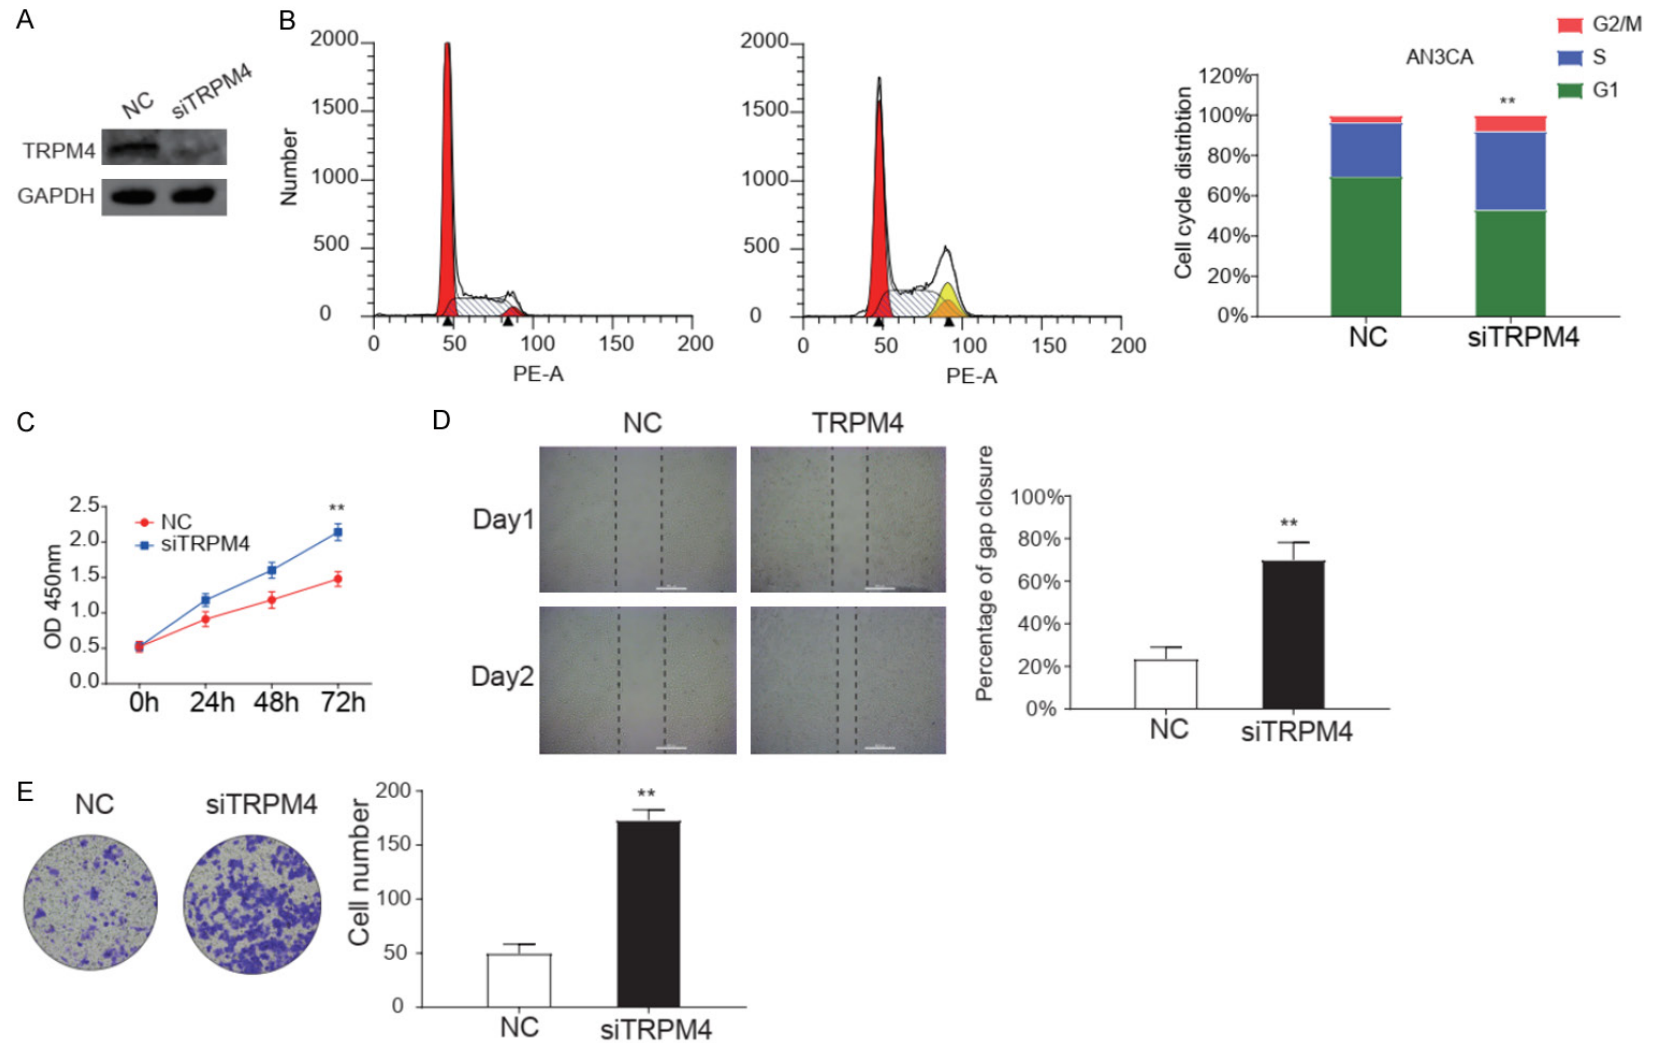 A
NC siTRPM4
TRPM4
GAPDH
B
2000
1500
1000
500
0
Number
0 50 100 150 200
PE-A
2000
1500
1000
500
0
0 50 100 150 200
PE-A
G2/M
S
G1
AN3CA
120%
100%
80%
60%
40%
20%
0%
Cell cycle distribtion
**
NC siTRPM4
C
2.5
2.0
1.5
1.0
0.5
0.0
OD 450nm
NC
siTRPM4
**
0h 24h 48h 72h
D
NC TRPM4
Day1
Day2
Percentage of gap closure
100%
80%
60%
40%
20%
0%
**
NC siTRPM4
E
NC siTRPM4
Cell number
200
150
100
50
0
**
NC siTRPM4